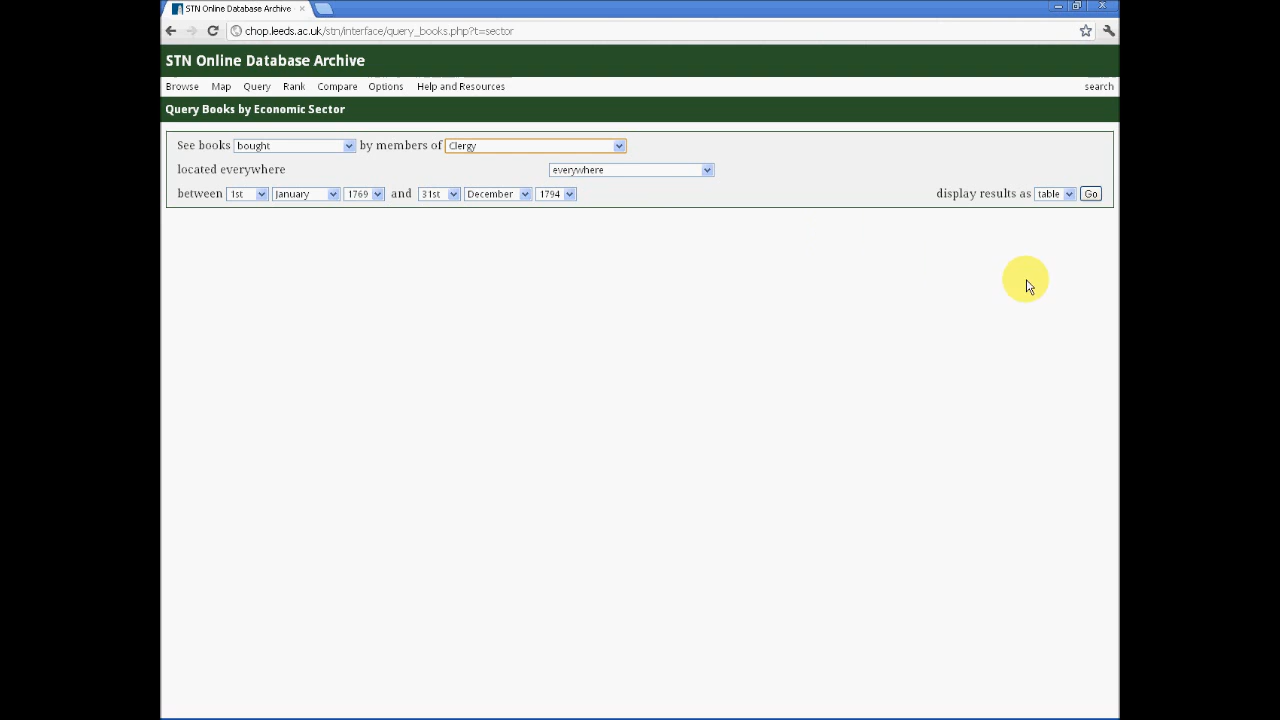 STN Online Database Archive
chop.leeds.ac.uk/stn/interface/query_books.php?t=sector
STN Online Database Archive
Browse Map Query Rank Compare Options Help and Resources search
Query Books by Economic Sector
See books bought by members of Clergy
located everywhere everywhere
between 1st January 1769 and 31st December 1794 display results as table Go